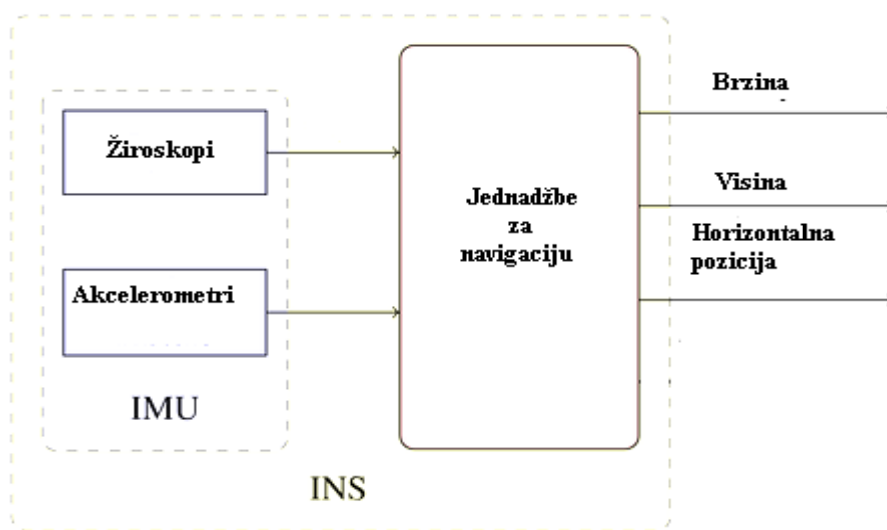 Žiroskopi
Akcelerometri
IMU
Jednadžbe
za
navigaciju
INS
Brzina
Visina
Horizontalna
pozicija